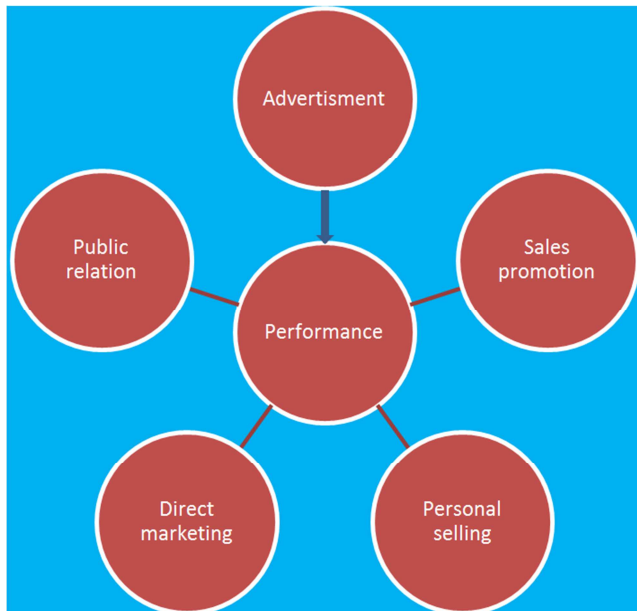 Advertisment
Public
relation
Sales
promotion
Performance
Direct
marketing
Personal
selling